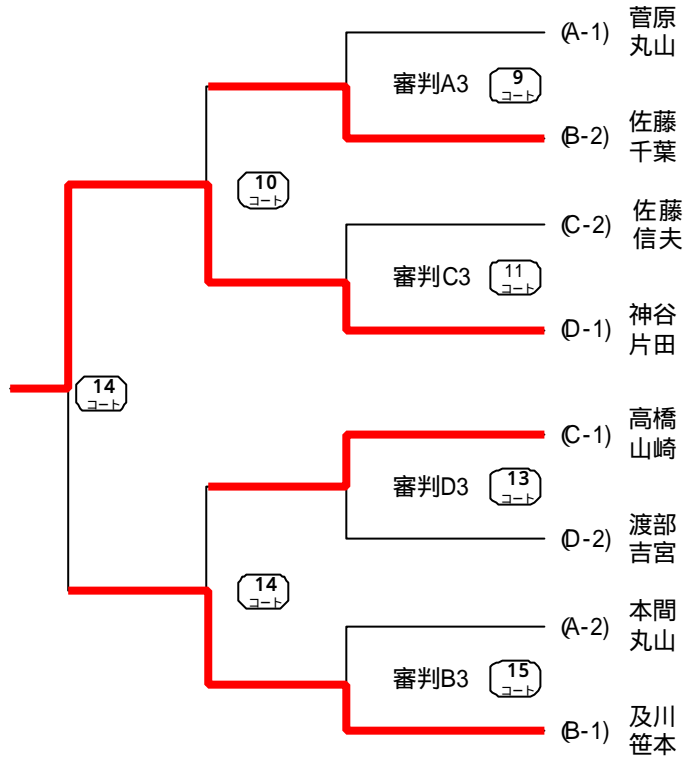 (A-1) 菅原
丸山
審判A3 9
コート
(B-2) 佐藤
千葉
10
コート
(C-2) 佐藤
信夫
審判C3 11
コート
(D-1) 神谷
片田
14
コート
(C-1) 高橋
山崎
審判D3 13
コート
(D-2) 渡部
吉宮
14
コート
(A-2) 本間
丸山
審判B3 15
コート
(B-1) 及川
笹本